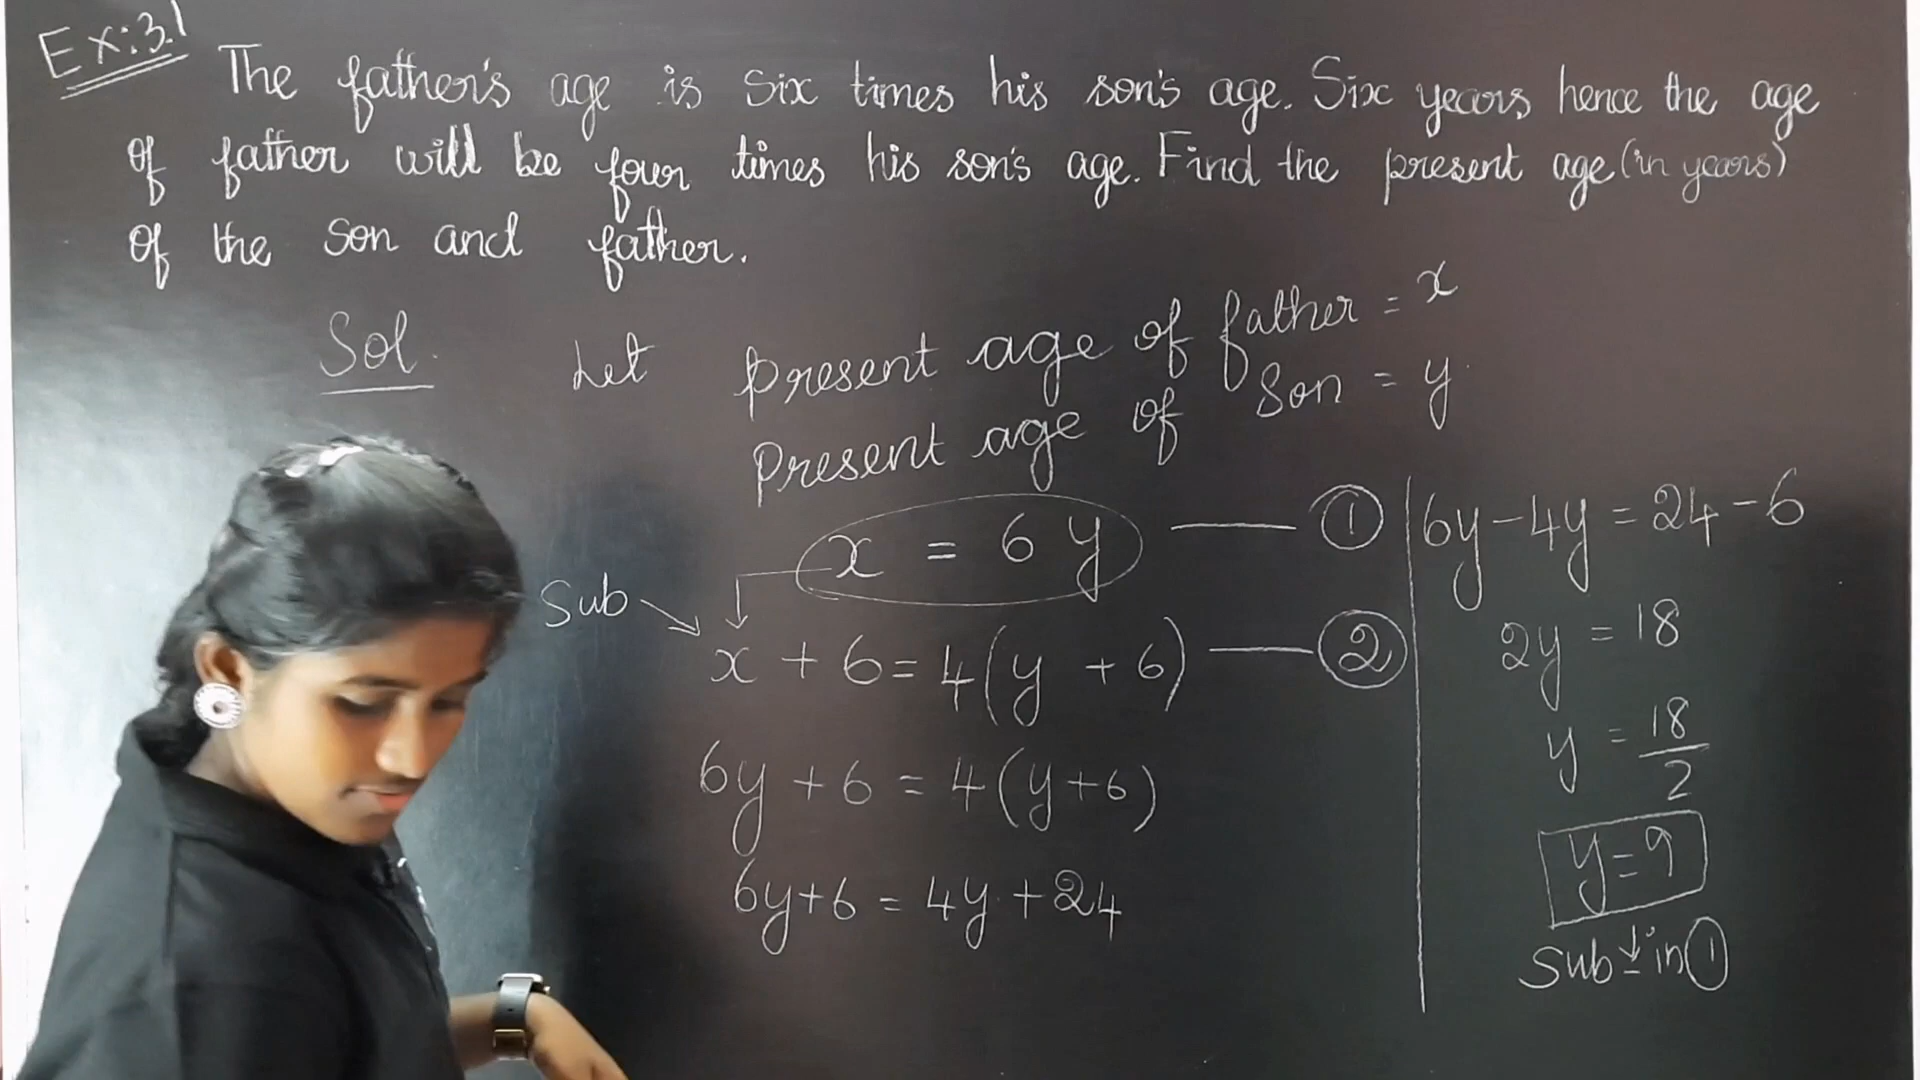 Ex:3.1
The father's age is six times his son's age. Six years hence the age
of father will be four times his son's age. Find the present age (in years)
of the son and father.
Sol. Let present age of father = x
Present age of son = y
x = 6y —— ①
Sub
x + 6 = 4(y + 6) —— ②
6y + 6 = 4(y+6)
6y+6 = 4y + 24
6y - 4y = 24 - 6
2y = 18
y = 18/2
y = 9
Sub in ①